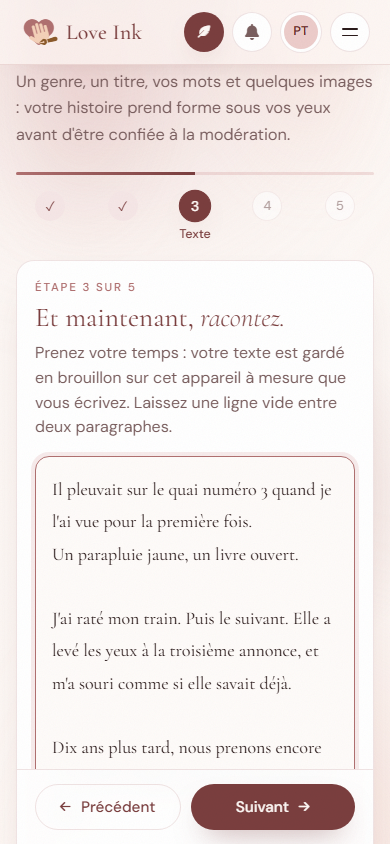 Love Ink
PT
Un genre, un titre, vos mots et quelques images
: votre histoire prend forme sous vos yeux
avant d'être confiée à la modération.
✓ ✓ 3 4 5
Texte
ÉTAPE 3 SUR 5
Et maintenant, racontez.
Prenez votre temps : votre texte est gardé
en brouillon sur cet appareil à mesure que
vous écrivez. Laissez une ligne vide entre
deux paragraphes.
Il pleuvait sur le quai numéro 3 quand je
l'ai vue pour la première fois.
Un parapluie jaune, un livre ouvert.
J'ai raté mon train. Puis le suivant. Elle a
levé les yeux à la troisième annonce, et
m'a souri comme si elle savait déjà.
Dix ans plus tard, nous prenons encore
← Précédent
Suivant →